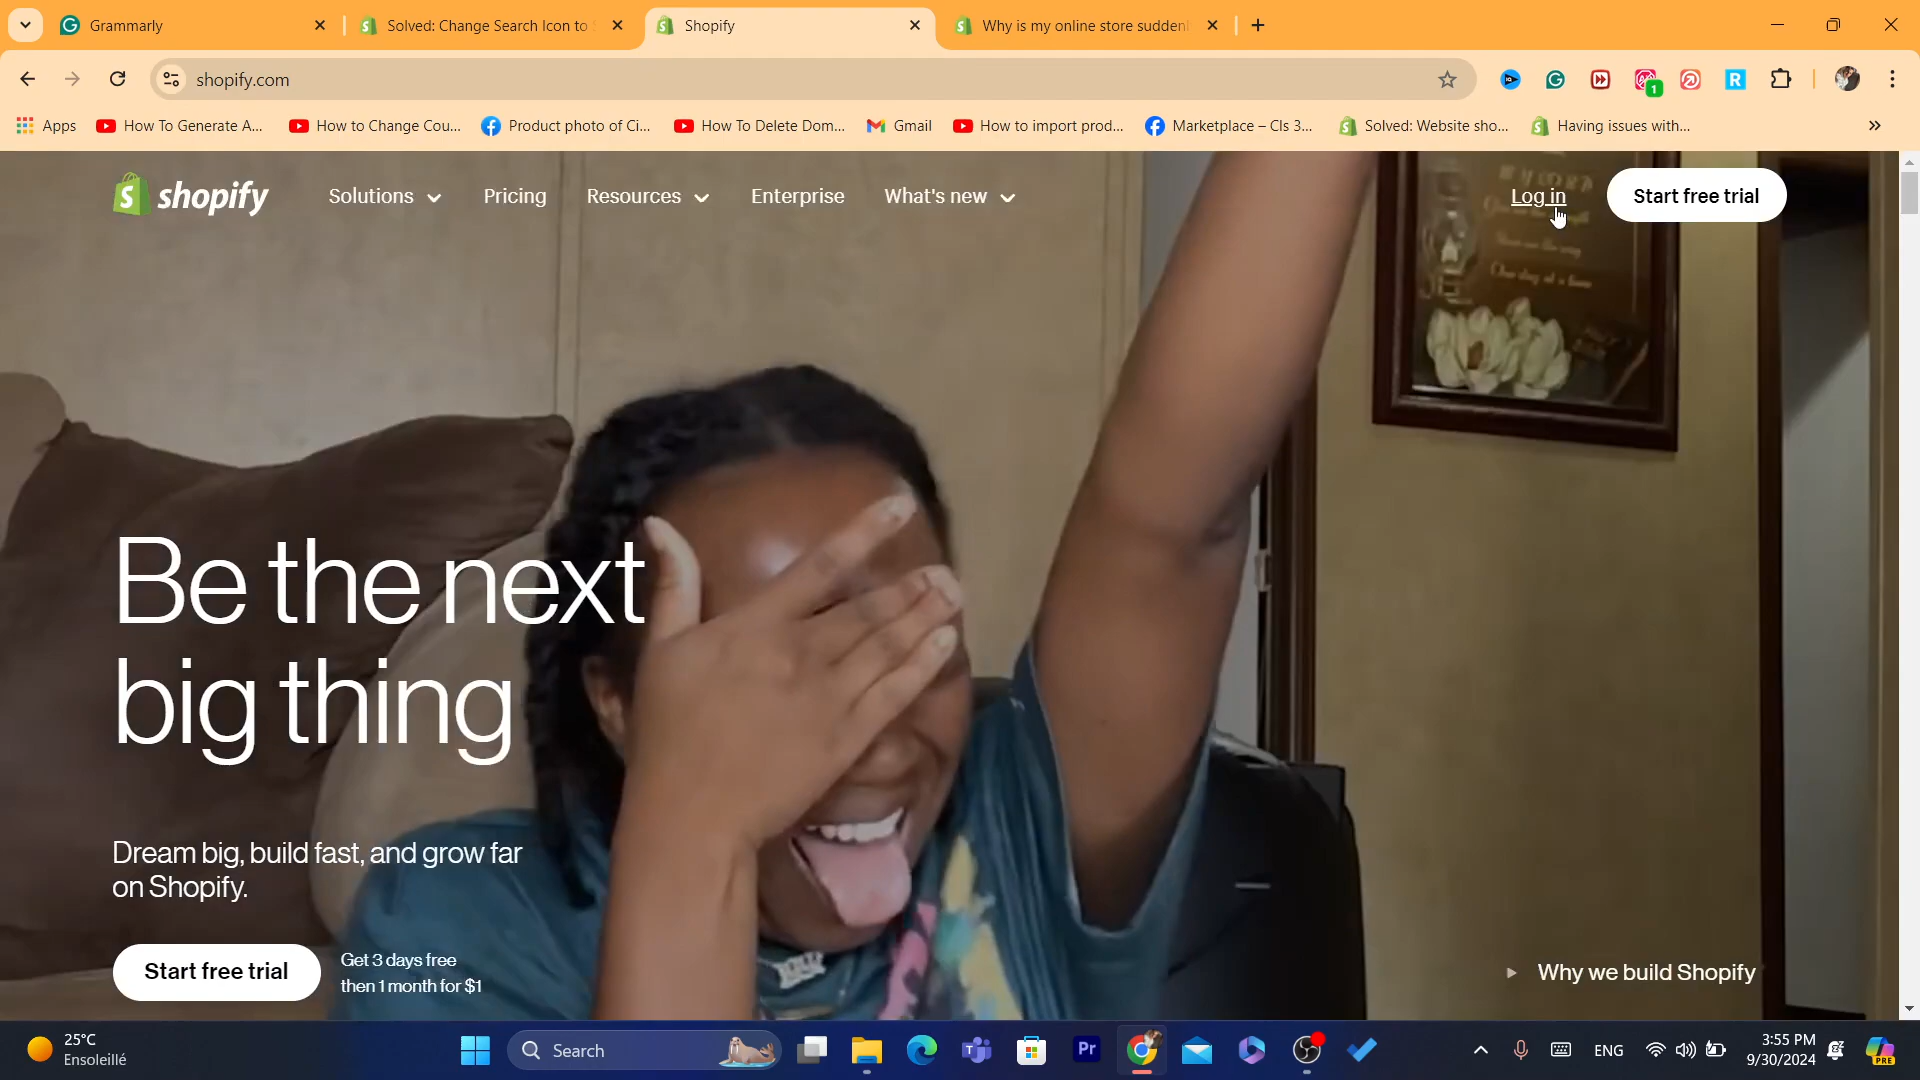 Grammarly
Solved: Change Search Icon to
Shopify
Why is my online store sudden
shopify.com
1
Apps
How To Generate A...
How to Change Cou...
Product photo of Ci...
How To Delete Dom...
Gmail
How to import prod...
Marketplace – Cls 3...
Solved: Website sho...
Having issues with...
shopify
Solutions
Pricing
Resources
Enterprise
What's new
Log in
Start free trial
Be the next
big thing
Dream big, build fast, and grow far
on Shopify.
Start free trial
Get 3 days free
then 1 month for $1
Why we build Shopify
25°C
Ensoleillé
Search
Pr
ENG
3:55 PM
9/30/2024
PRE